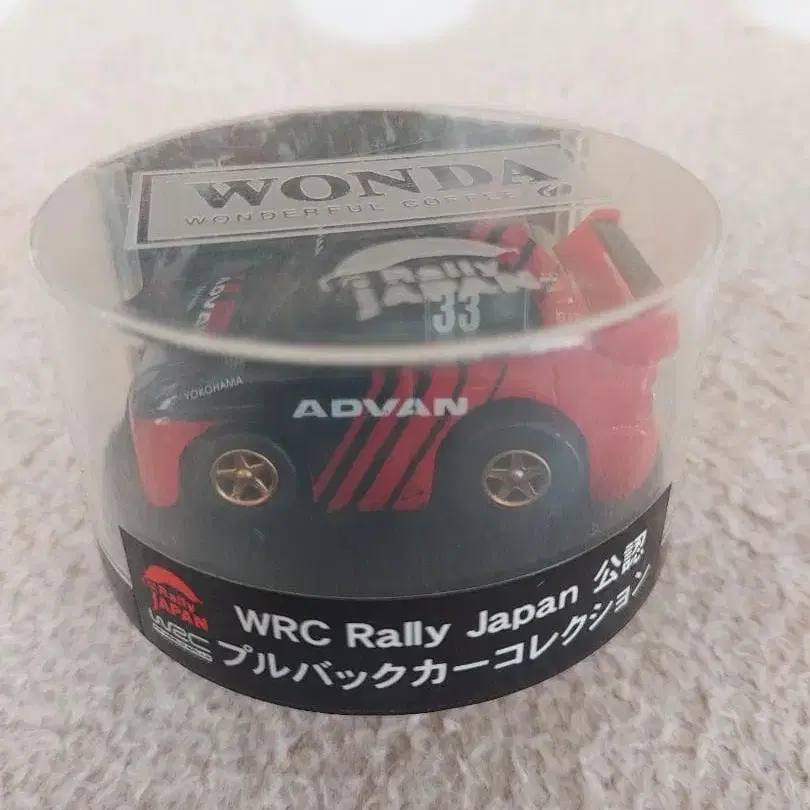 WONDA
WONDERFUL COFFEE
Rally
JAPAN
33
ADVAN
YOKOHAMA
ADVAN
Rally
JAPAN
WRC
WRC Rally Japan 公認
プルバックカーコレクション